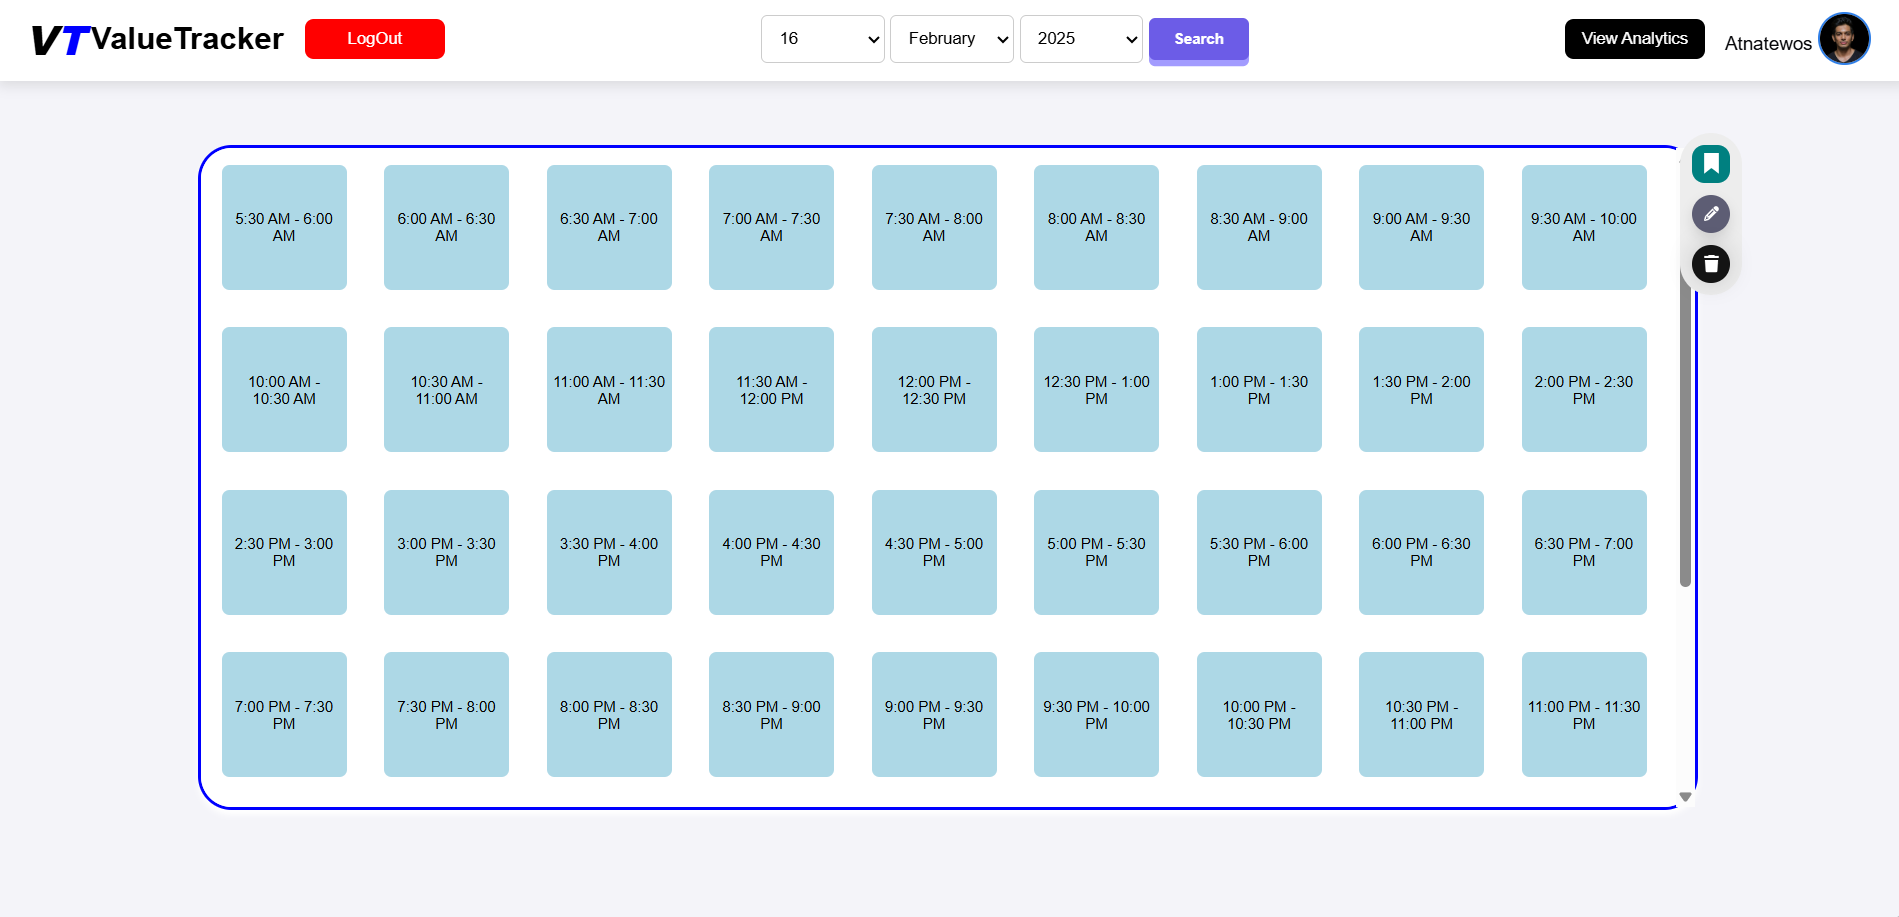 VTValueTracker LogOut 16 February 2025 Search View Analytics Atnatewos
5:30 AM - 6:00
AM
6:00 AM - 6:30
AM
6:30 AM - 7:00
AM
7:00 AM - 7:30
AM
7:30 AM - 8:00
AM
8:00 AM - 8:30
AM
8:30 AM - 9:00
AM
9:00 AM - 9:30
AM
9:30 AM - 10:00
AM
10:00 AM -
10:30 AM
10:30 AM -
11:00 AM
11:00 AM - 11:30
AM
11:30 AM -
12:00 PM
12:00 PM -
12:30 PM
12:30 PM - 1:00
PM
1:00 PM - 1:30
PM
1:30 PM - 2:00
PM
2:00 PM - 2:30
PM
2:30 PM - 3:00
PM
3:00 PM - 3:30
PM
3:30 PM - 4:00
PM
4:00 PM - 4:30
PM
4:30 PM - 5:00
PM
5:00 PM - 5:30
PM
5:30 PM - 6:00
PM
6:00 PM - 6:30
PM
6:30 PM - 7:00
PM
7:00 PM - 7:30
PM
7:30 PM - 8:00
PM
8:00 PM - 8:30
PM
8:30 PM - 9:00
PM
9:00 PM - 9:30
PM
9:30 PM - 10:00
PM
10:00 PM -
10:30 PM
10:30 PM -
11:00 PM
11:00 PM - 11:30
PM